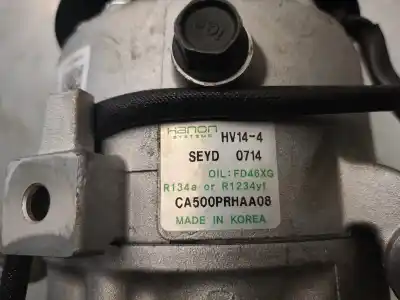 Hanon
SYSTEMS
HV14-4
SEYD 0714
OIL: FD46XG
R134a or R1234yf
CA500PRHAA08
MADE IN KOREA